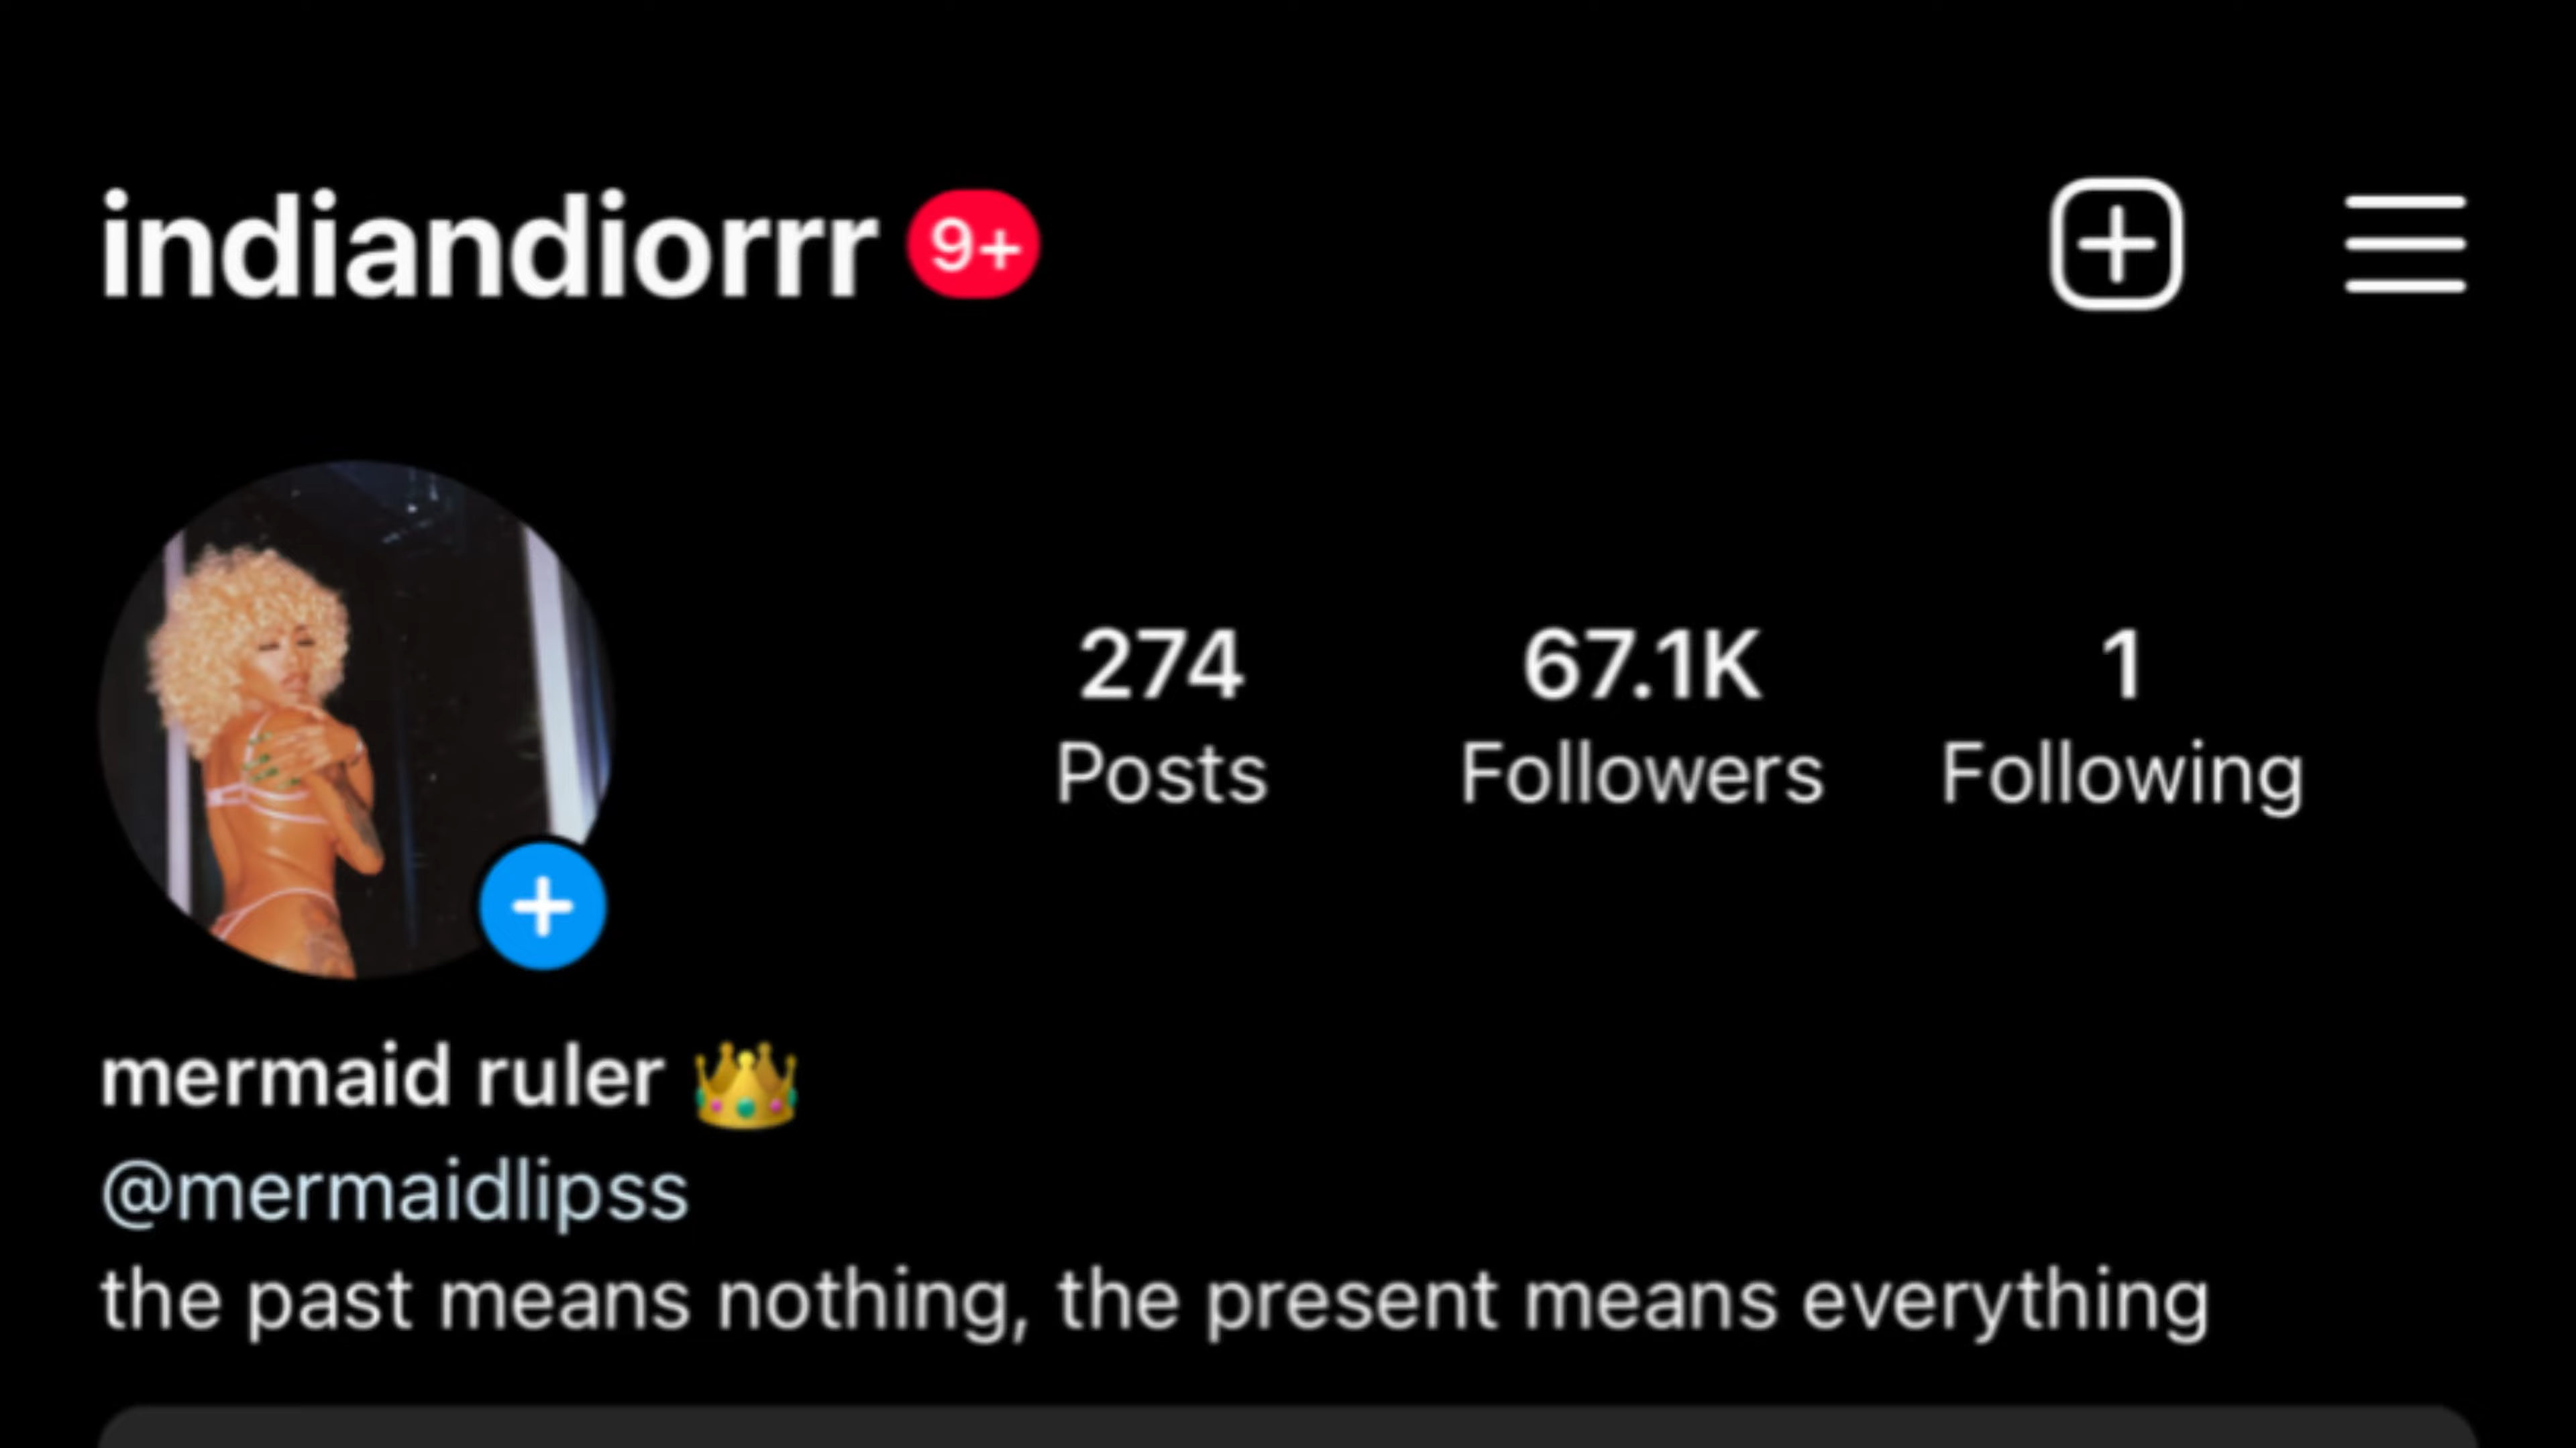 indiandiorrr 9+
274 67.1K 1
Posts Followers Following
mermaid ruler 👑
@mermaidlipss
the past means nothing, the present means everything